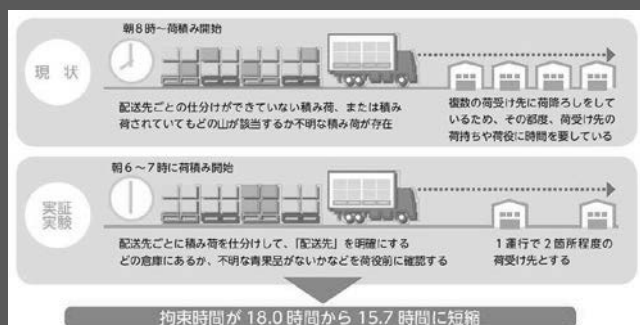 現 状
朝８時〜荷積み開始
配送先ごとの仕分けができていない積み荷、または積み
荷されていてもどの山が該当するか不明な積み荷が存在
複数の荷受け先に荷降ろしをして
いるため、その都度、荷受け先の
荷持ちや荷役に時間を要している
実証
実験
朝６〜７時に荷積み開始
配送先ごとに積み荷を仕分けして、「配送先」を明確にする
どの倉庫にあるか、不明な青果品がないかなどを荷役前に確認する
１運行で２箇所程度の
荷受け先とする
拘束時間が 18.0 時間から 15.7 時間に短縮